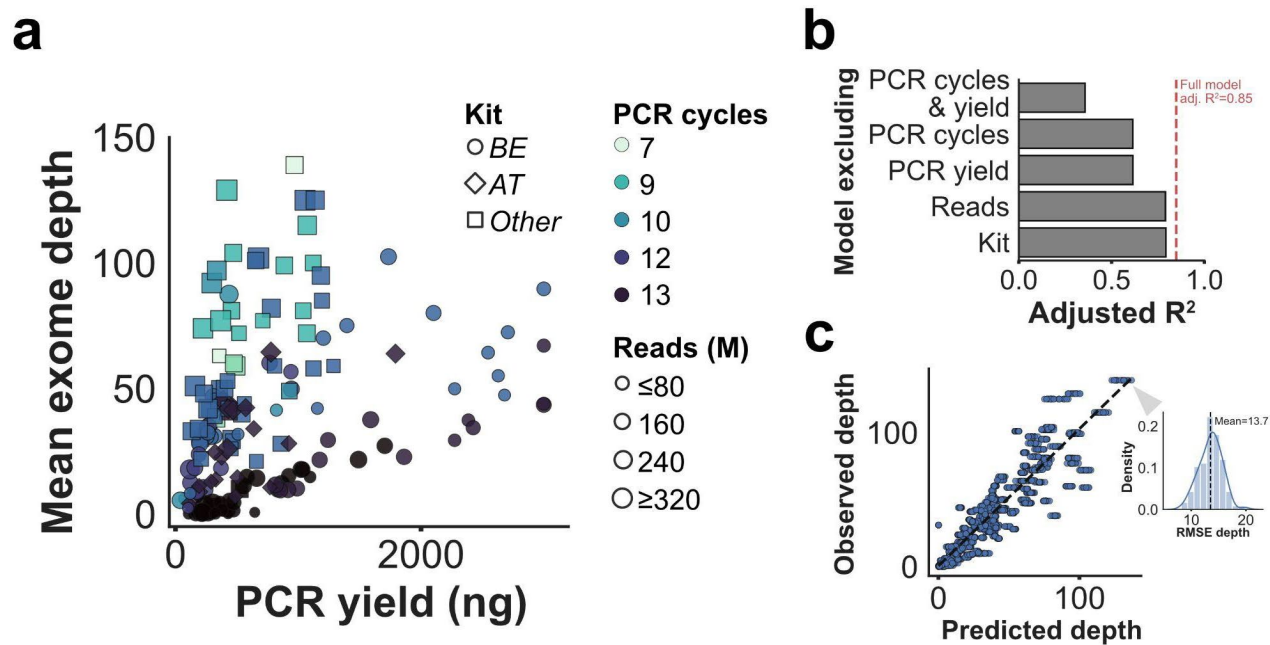 a
Mean exome depth
150
100
50
0
0
2000
PCR yield (ng)
Kit
BE
AT
Other
PCR cycles
7
9
10
12
13
Reads (M)
≤80
160
240
≥320
b
Model excluding
PCR cycles
& yield
PCR cycles
PCR yield
Reads
Kit
Full model
adj. R²=0.85
0.0
0.5
1.0
Adjusted R²
c
Observed depth
100
0
0
100
Predicted depth
Density
0.2
0.1
0.0
Mean=13.7
10
20
RMSE depth